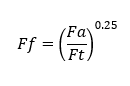 Ff = (Fa/Ft)^0.25